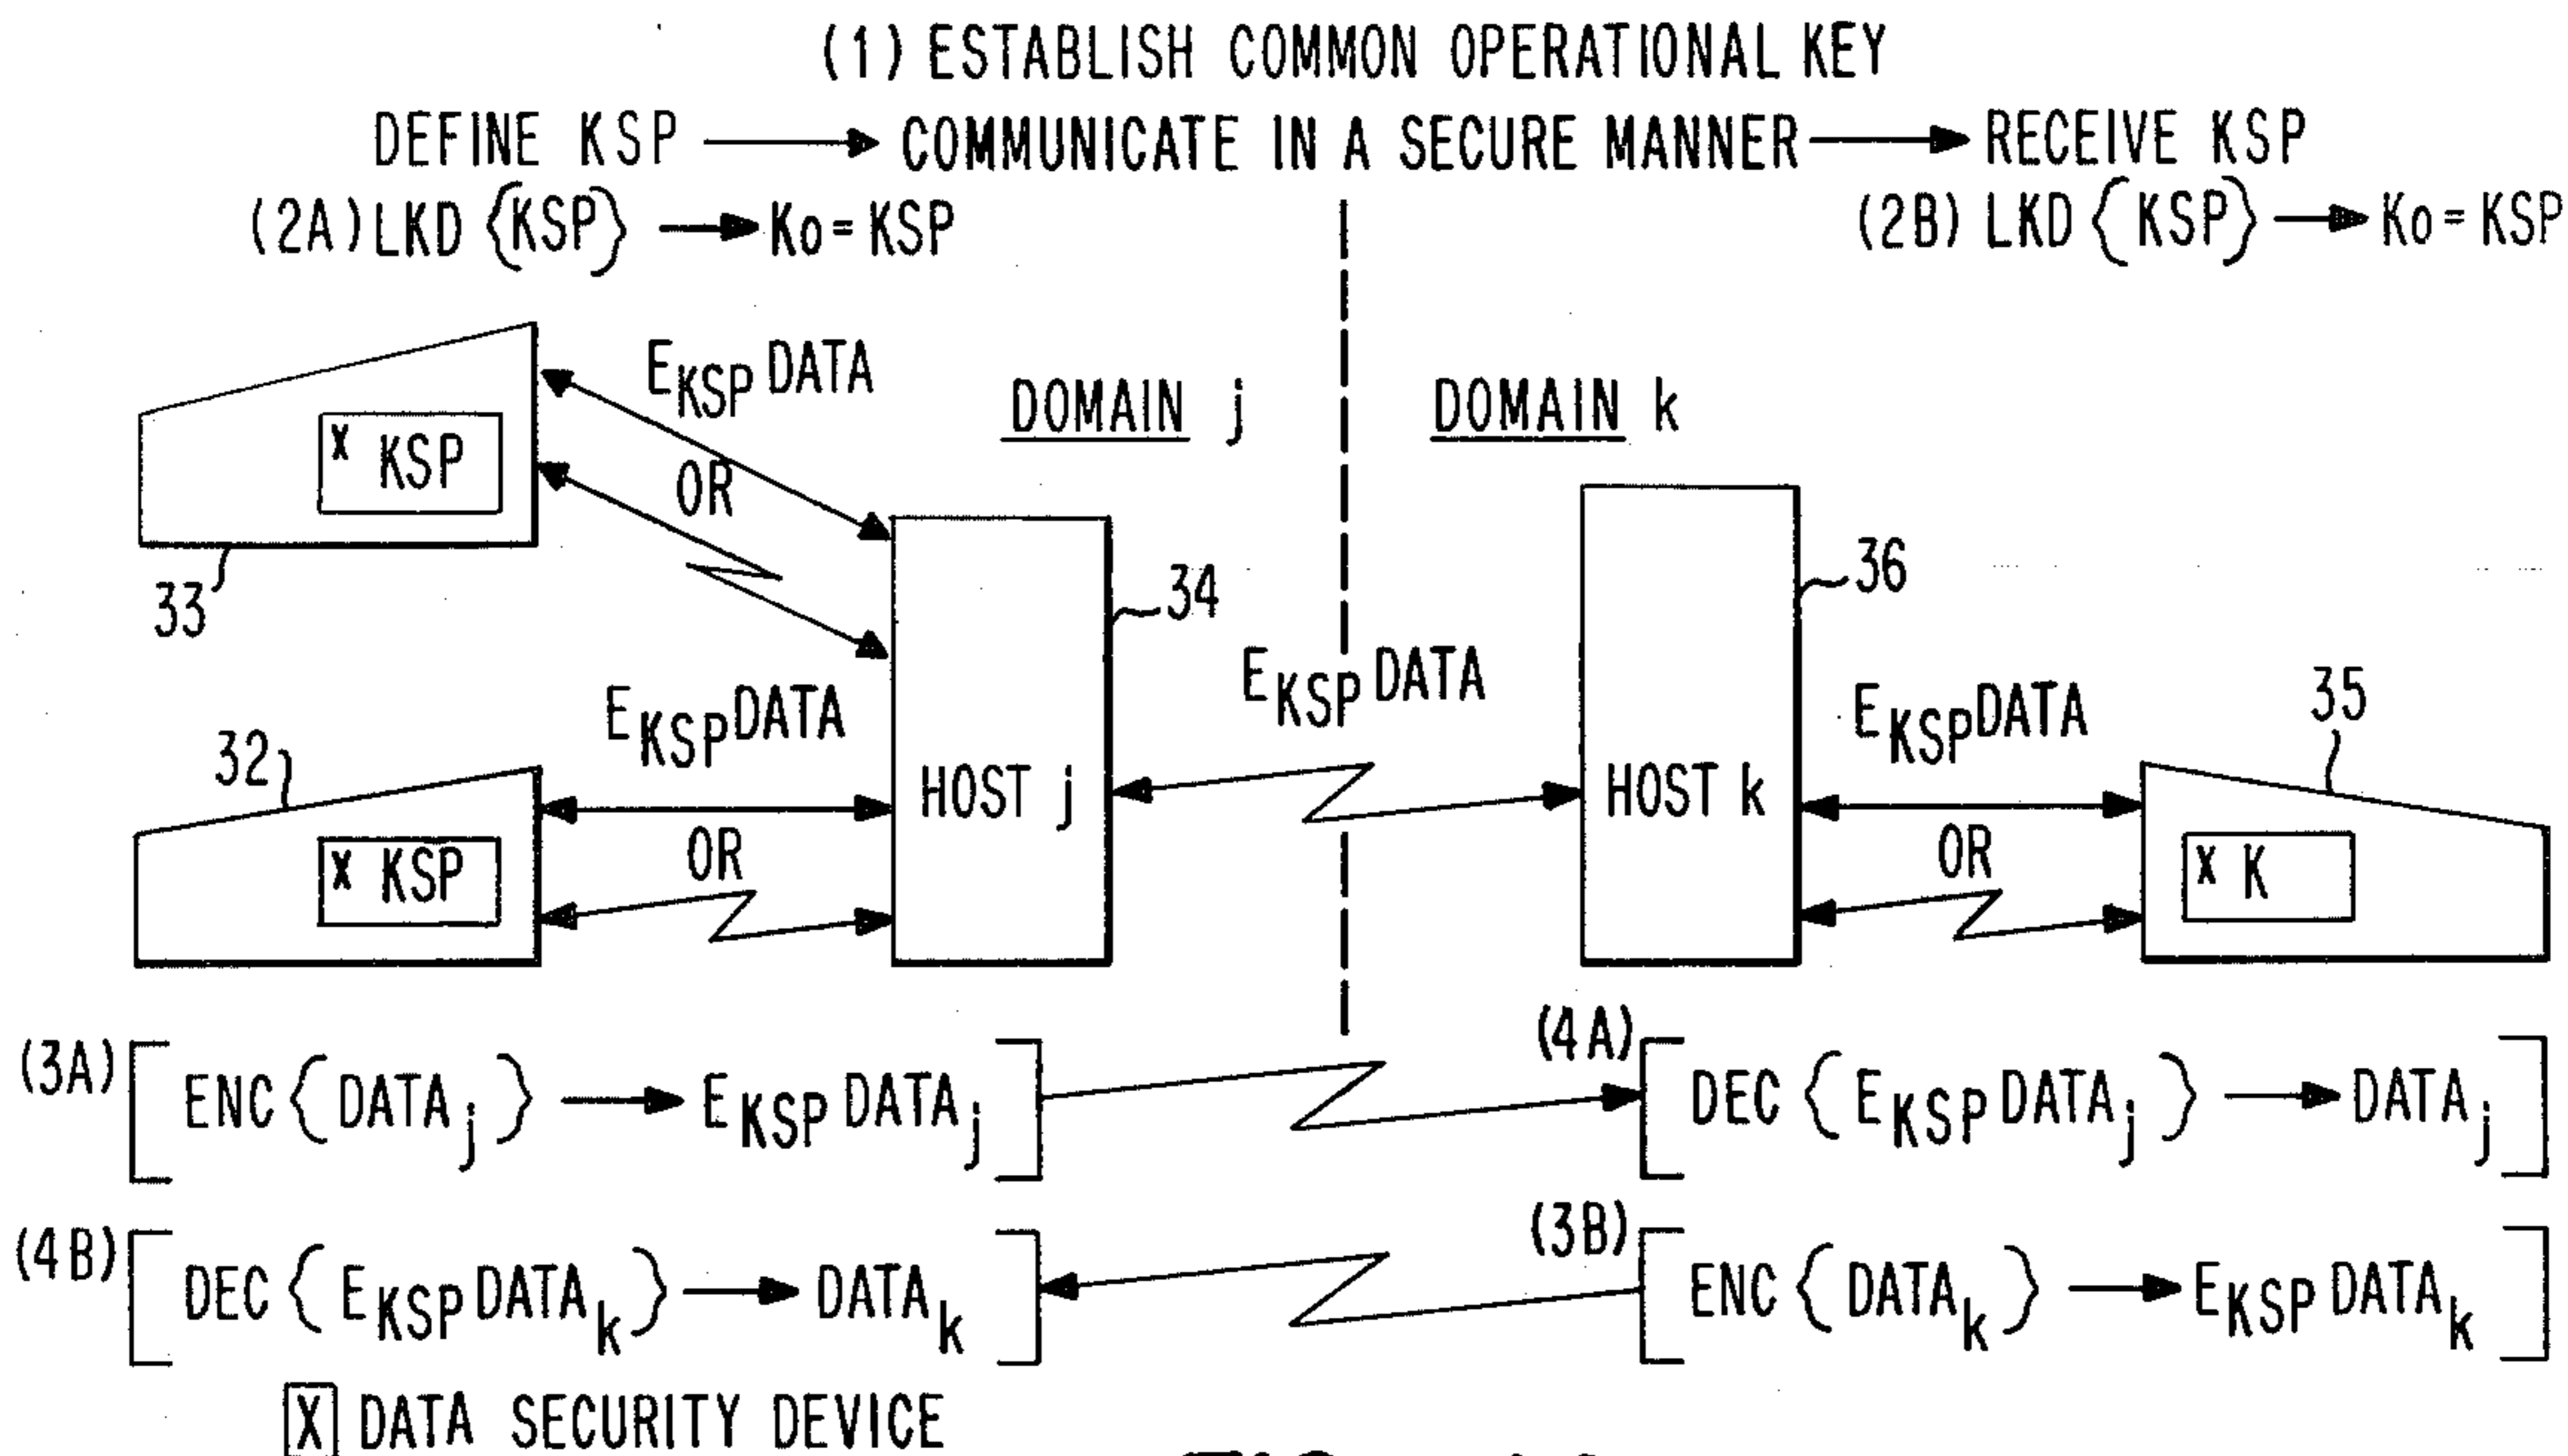 (1) ESTABLISH COMMON OPERATIONAL KEY
DEFINE KSP → COMMUNICATE IN A SECURE MANNER → RECEIVE KSP
(2A) LKD {KSP} → Ko = KSP
(2B) LKD {KSP} → Ko = KSP
EKSP DATA
OR
X KSP
33
DOMAIN j
DOMAIN k
34
36
EKSP DATA
EKSP DATA
EKSP DATA
32
35
X KSP
OR
HOST j
HOST k
OR
X K
(3A) [ENC {DATAj} → EKSP DATAj]
(4A) [DEC {EKSP DATAj} → DATAj]
(4B) [DEC {EKSP DATAk} → DATAk]
(3B) [ENC {DATAk} → EKSP DATAk]
X DATA SECURITY DEVICE